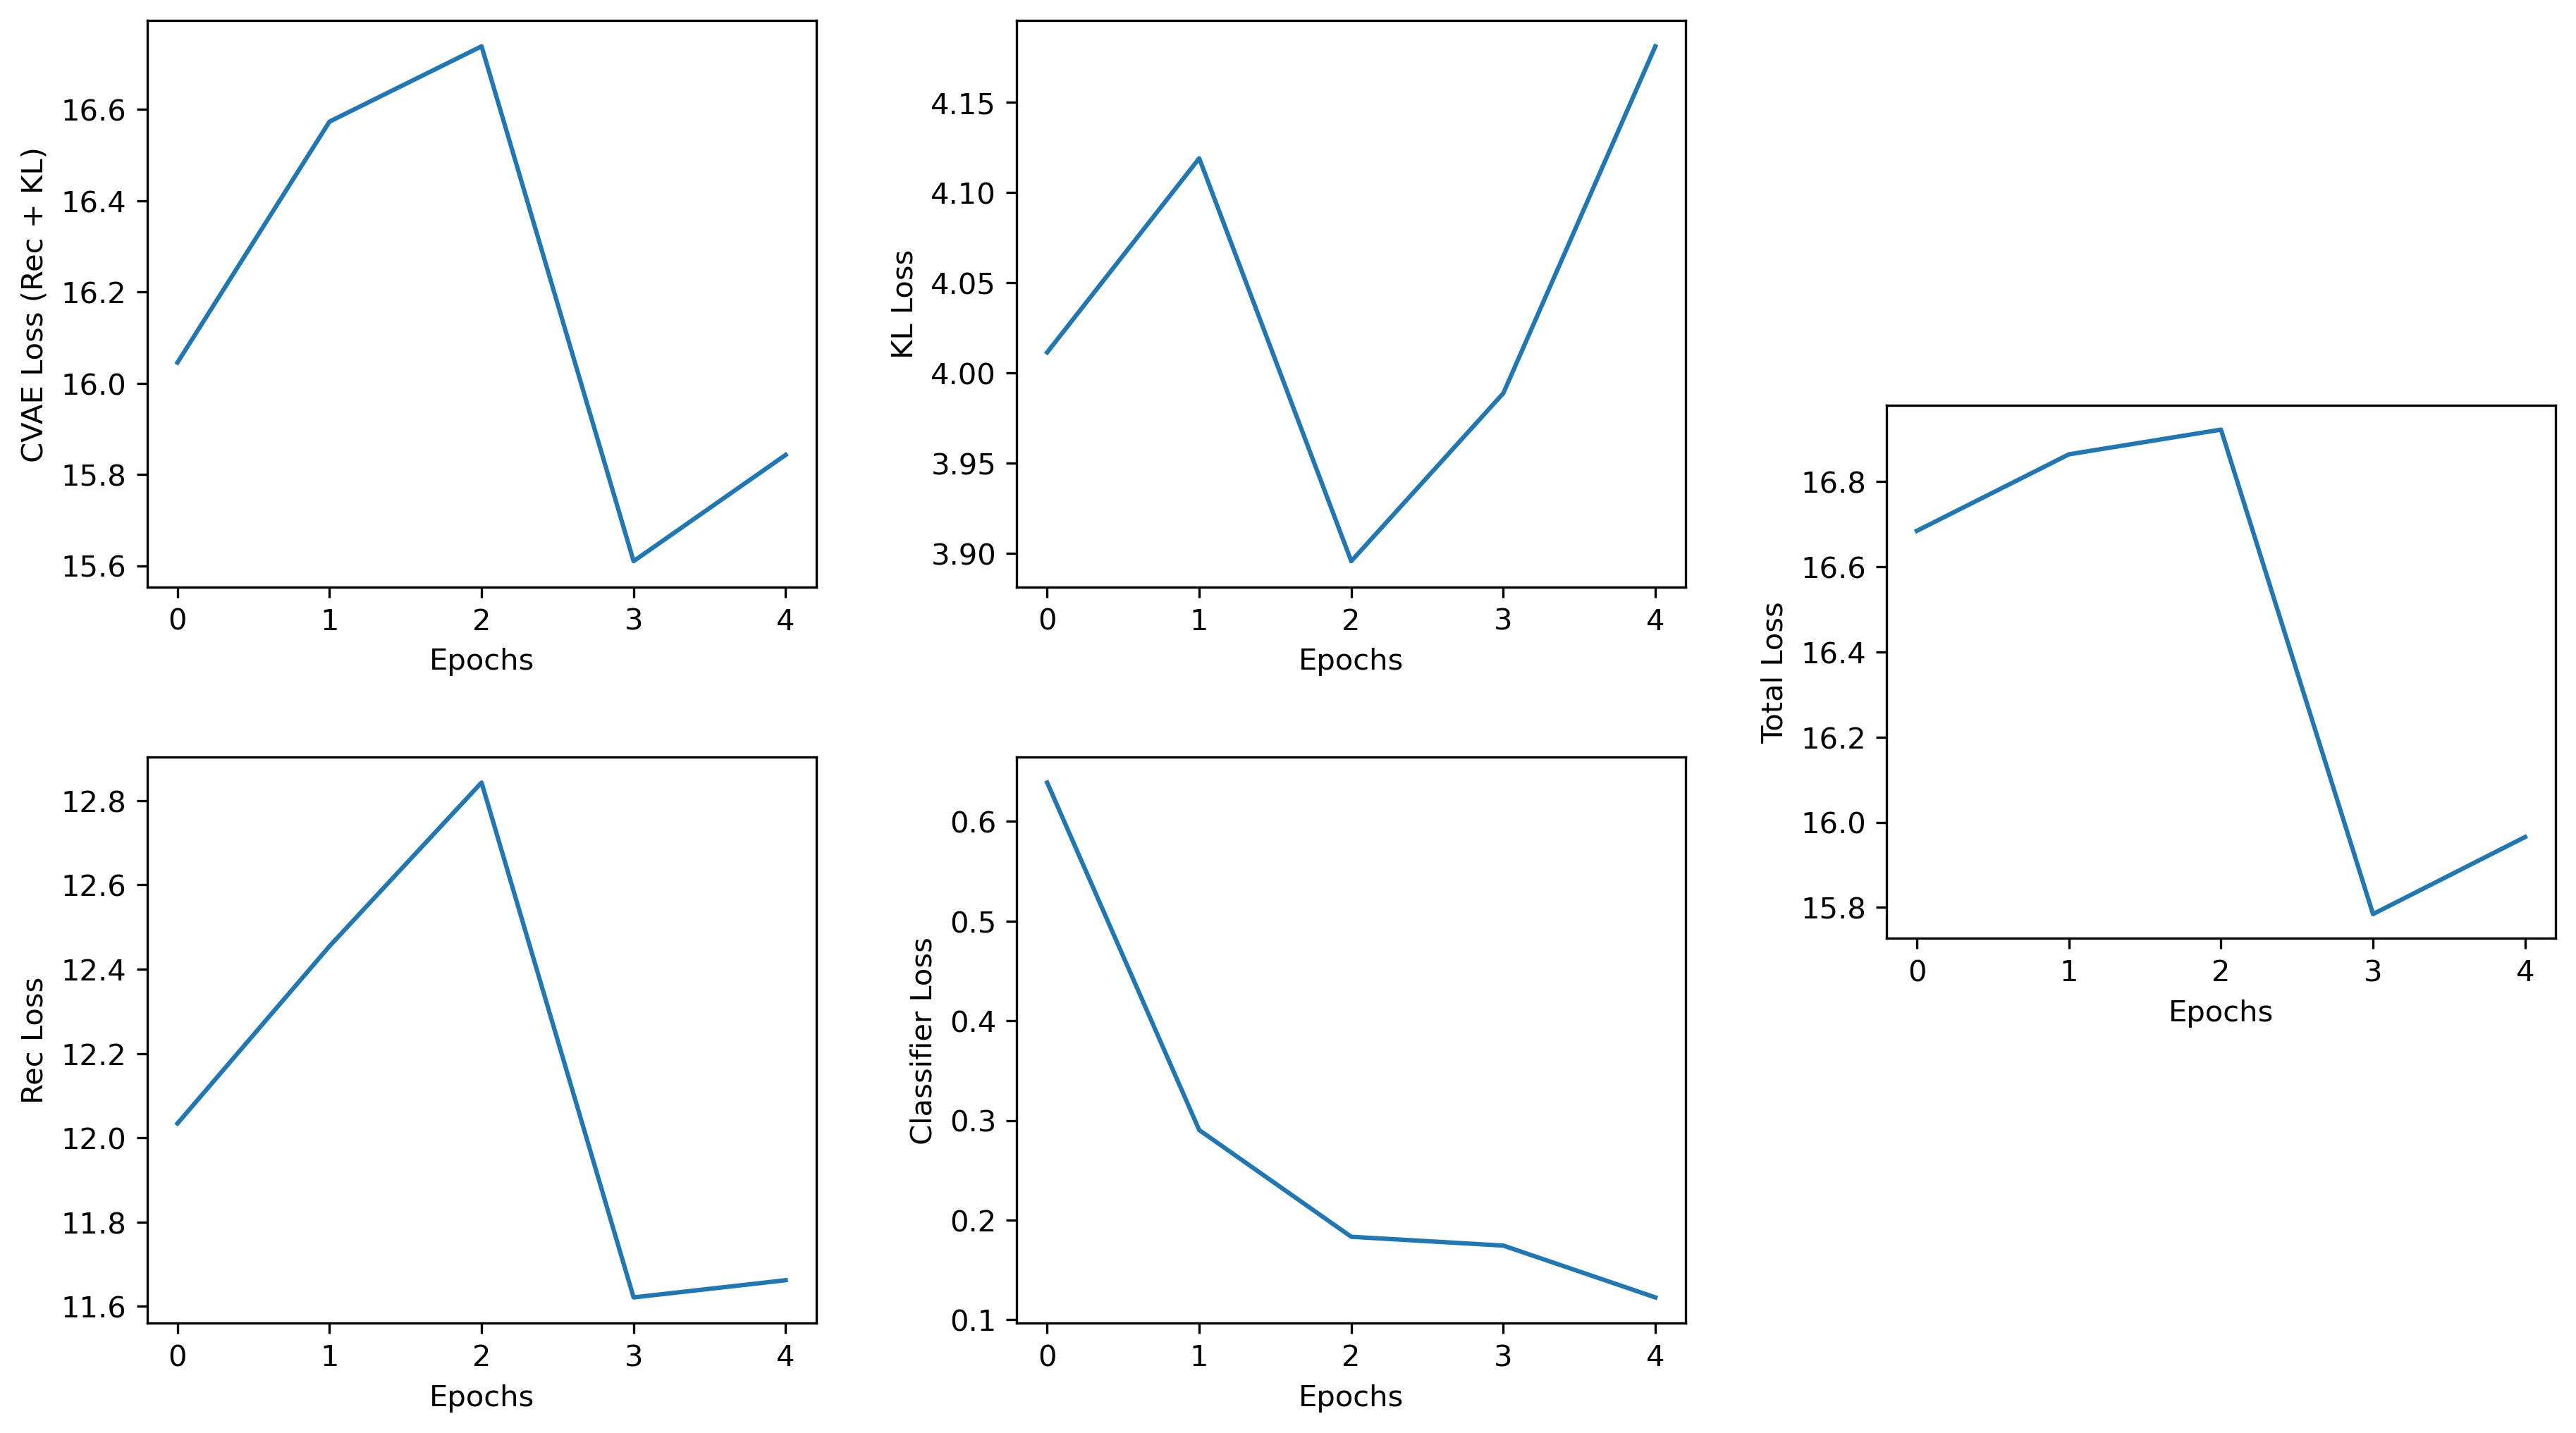 CVAE Loss (Rec + KL)
16.6
16.4
16.2
16.0
15.8
15.6
0 1 2 3 4
Epochs
KL Loss
4.15
4.10
4.05
4.00
3.95
3.90
0 1 2 3 4
Epochs
Rec Loss
12.8
12.6
12.4
12.2
12.0
11.8
11.6
0 1 2 3 4
Epochs
Classifier Loss
0.6
0.5
0.4
0.3
0.2
0.1
0 1 2 3 4
Epochs
Total Loss
16.8
16.6
16.4
16.2
16.0
15.8
0 1 2 3 4
Epochs